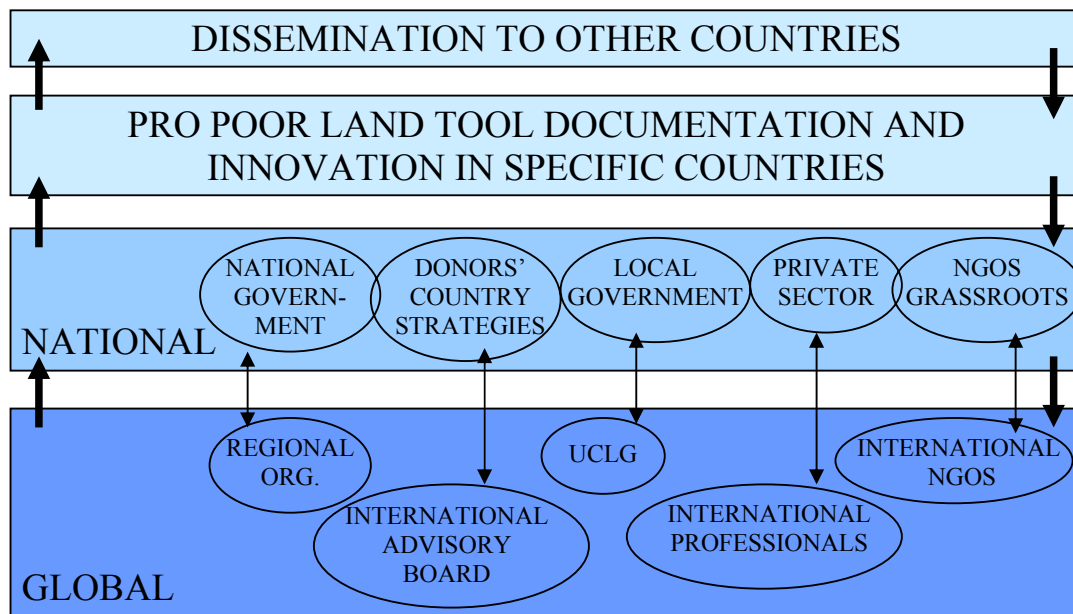 DISSEMINATION TO OTHER COUNTRIES
PRO POOR LAND TOOL DOCUMENTATION AND
INNOVATION IN SPECIFIC COUNTRIES
NATIONAL
GOVERN-
MENT
DONORS’
COUNTRY
STRATEGIES
LOCAL
GOVERNMENT
PRIVATE
SECTOR
NGOS
GRASSROOTS
NATIONAL
REGIONAL
ORG.
INTERNATIONAL
ADVISORY
BOARD
UCLG
INTERNATIONAL
PROFESSIONALS
INTERNATIONAL
NGOS
GLOBAL